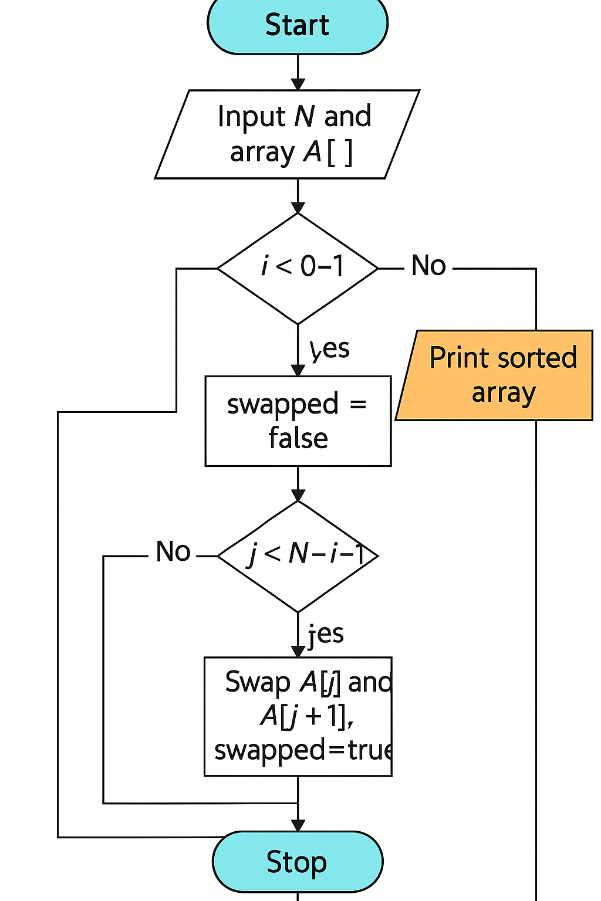 Start
Input N and
array A[ ]
i < 0–1
No
yes
Print sorted
array
swapped =
false
No
j < N–i–1
jes
Swap A[j] and
A[j+1],
swapped=true
Stop